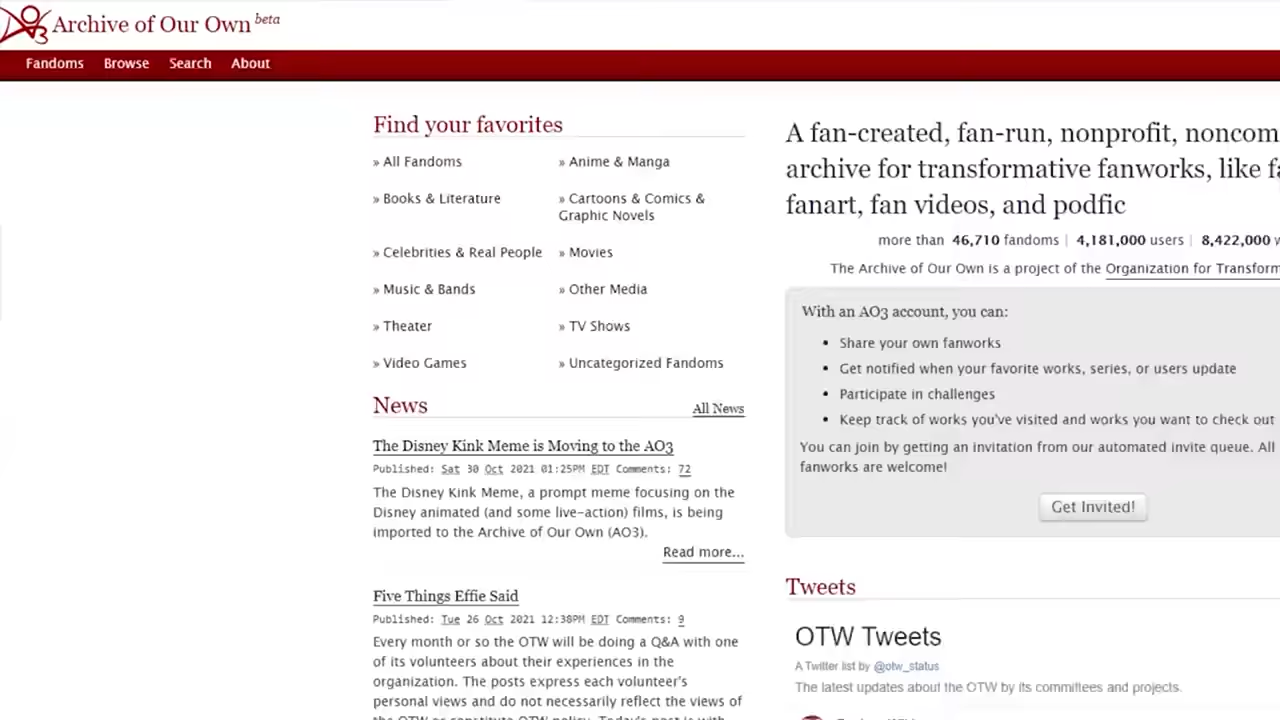 Archive of Our Own beta
Fandoms Browse Search About
Find your favorites
» All Fandoms
» Anime & Manga
» Books & Literature
» Cartoons & Comics &
Graphic Novels
» Celebrities & Real People
» Movies
» Music & Bands
» Other Media
» Theater
» TV Shows
» Video Games
» Uncategorized Fandoms
News
All News
The Disney Kink Meme is Moving to the AO3
Published: Sat 30 Oct 2021 01:25PM EDT Comments: 72
The Disney Kink Meme, a prompt meme focusing on the
Disney animated (and some live-action) films, is being
imported to the Archive of Our Own (AO3).
Read more...
Five Things Effie Said
Published: Tue 26 Oct 2021 12:38PM EDT Comments: 9
Every month or so the OTW will be doing a Q&A with one
of its volunteers about their experiences in the
organization. The posts express each volunteer's
personal views and do not necessarily reflect the views of
the OTW or constitute OTW policy. Today's post is with
A fan-created, fan-run, nonprofit, noncom
archive for transformative fanworks, like fa
fanart, fan videos, and podfic
more than 46,710 fandoms | 4,181,000 users | 8,422,000 w
The Archive of Our Own is a project of the Organization for Transform
With an AO3 account, you can:
• Share your own fanworks
• Get notified when your favorite works, series, or users update
• Participate in challenges
• Keep track of works you've visited and works you want to check out
You can join by getting an invitation from our automated invite queue. All
fanworks are welcome!
Get Invited!
Tweets
OTW Tweets
A Twitter list by @otw_status
The latest updates about the OTW by its committees and projects.